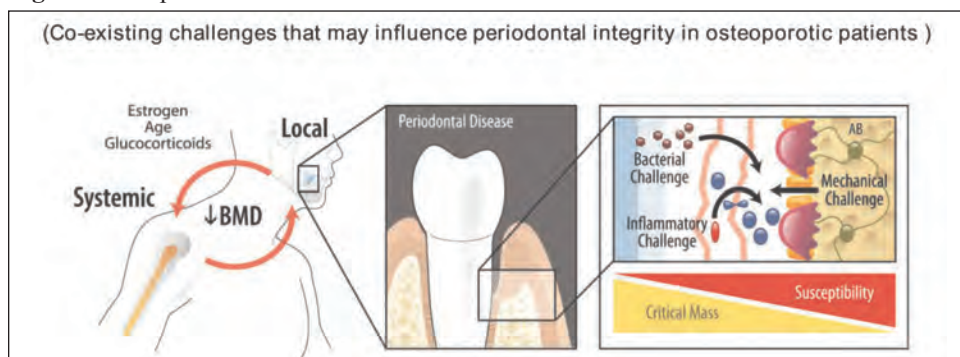 (Co-existing challenges that may influence periodontal integrity in osteoporotic patients )
Estrogen
Age
Glucocorticoids
Local
Systemic
↓BMD
Periodontal Disease
Bacterial
Challenge
AB
Mechanical
Challenge
Inflammatory
Challenge
Susceptibility
Critical Mass